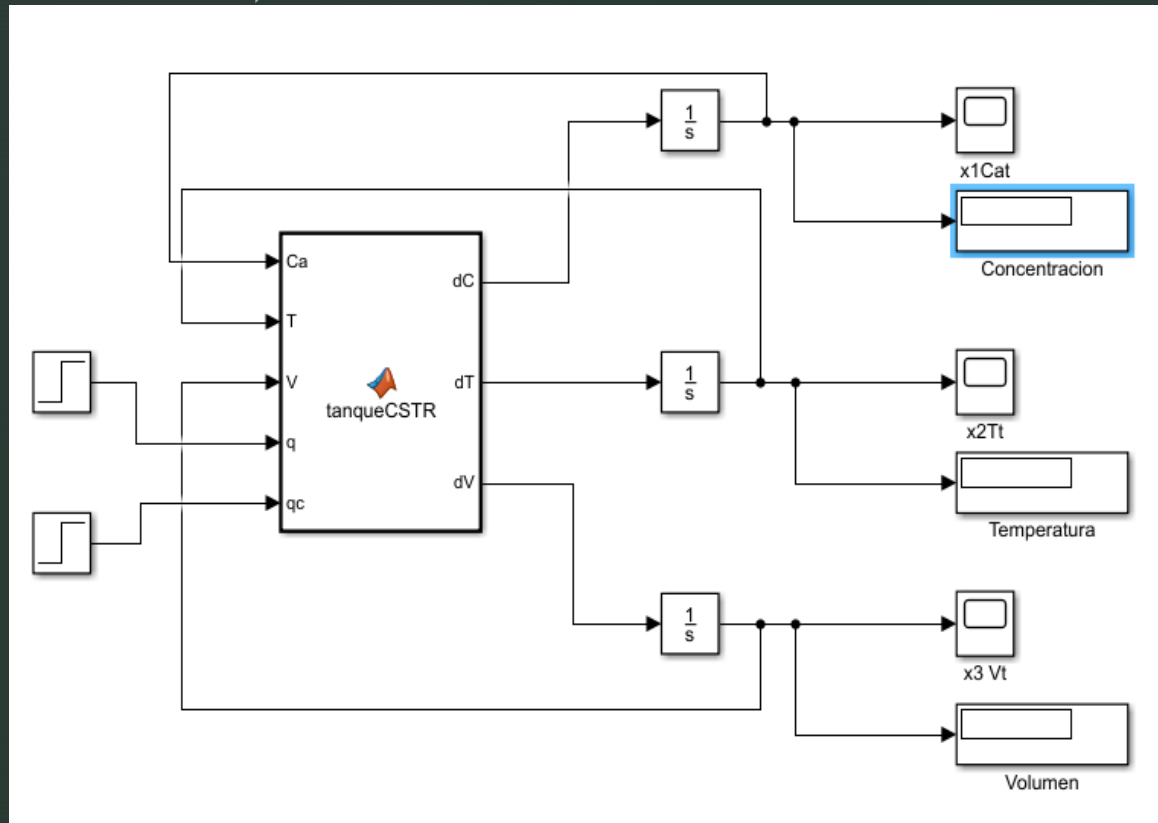 1
s
x1Cat
Concentracion
Ca
T
V
q
qc
tanqueCSTR
dC
dT
dV
1
s
x2Tt
Temperatura
1
s
x3 Vt
Volumen